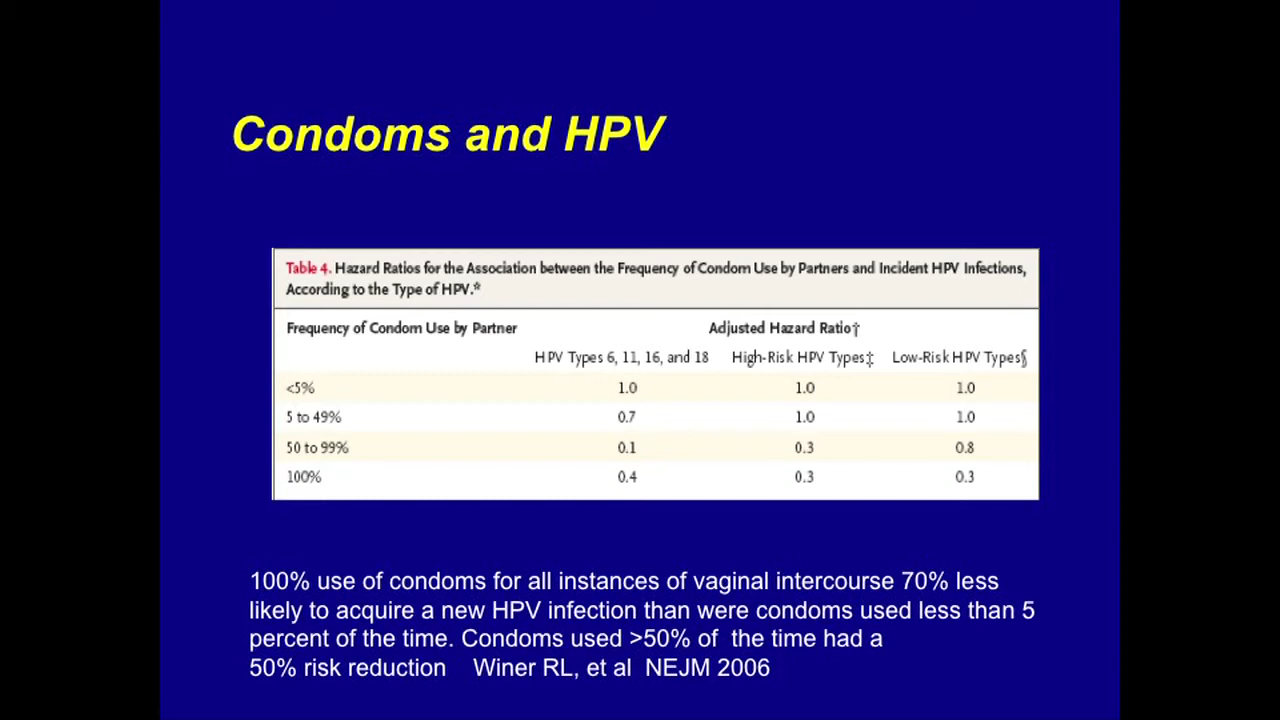 Condoms and HPV
Table 4. Hazard Ratios for the Association between the Frequency of Condom Use by Partners and Incident HPV Infections,
According to the Type of HPV.*
Frequency of Condom Use by Partner Adjusted Hazard Ratio†
HPV Types 6, 11, 16, and 18 High-Risk HPV Types‡ Low-Risk HPV Types§
<5% 1.0 1.0 1.0
5 to 49% 0.7 1.0 1.0
50 to 99% 0.1 0.3 0.8
100% 0.4 0.3 0.3
100% use of condoms for all instances of vaginal intercourse 70% less
likely to acquire a new HPV infection than were condoms used less than 5
percent of the time. Condoms used >50% of the time had a
50% risk reduction Winer RL, et al NEJM 2006